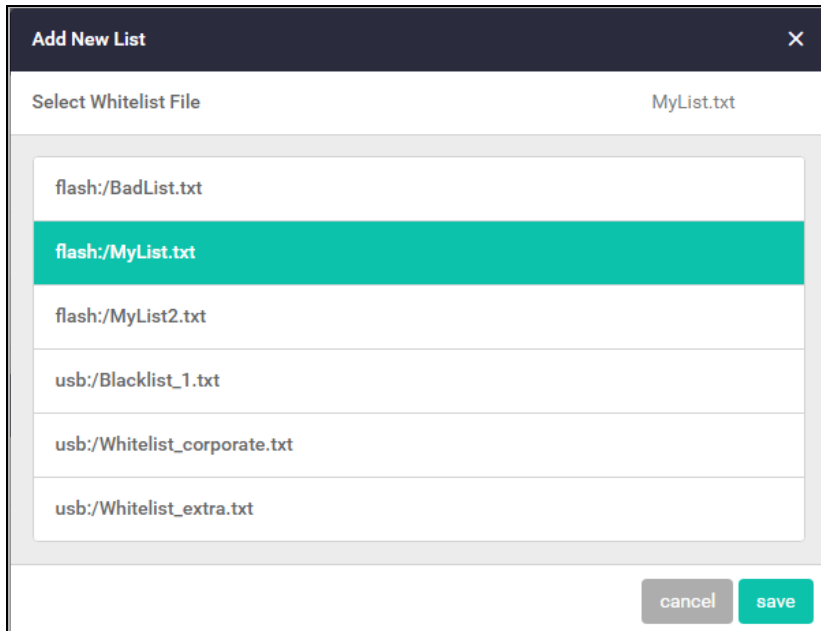 Add New List
Select Whitelist File MyList.txt
flash:/BadList.txt
flash:/MyList.txt
flash:/MyList2.txt
usb:/Blacklist_1.txt
usb:/Whitelist_corporate.txt
usb:/Whitelist_extra.txt
cancel save